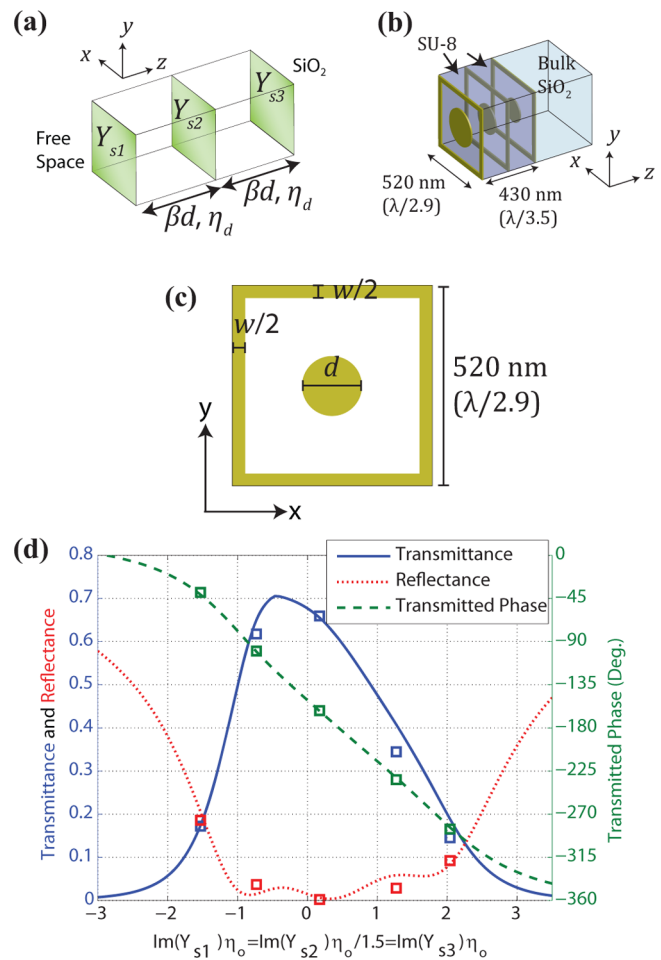 (a)
y
x
z
SiO2
Ys1
Ys2
Ys3
Free
Space
βd, ηd
βd, ηd
(b)
SU-8
Bulk
SiO2
y
x
z
520 nm
(λ/2.9)
430 nm
(λ/3.5)
(c)
w/2
w/2
d
520 nm
(λ/2.9)
y
x
(d)
Transmittance and Reflectance
0.8
0.7
0.6
0.5
0.4
0.3
0.2
0.1
0
Transmittance
Reflectance
Transmitted Phase
0
−45
−90
−135
−180
−225
−270
−315
−360
Transmitted Phase (Deg.)
−3 −2 −1 0 1 2 3
Im(Ys1)ηo=Im(Ys2)ηo/1.5=Im(Ys3)ηo